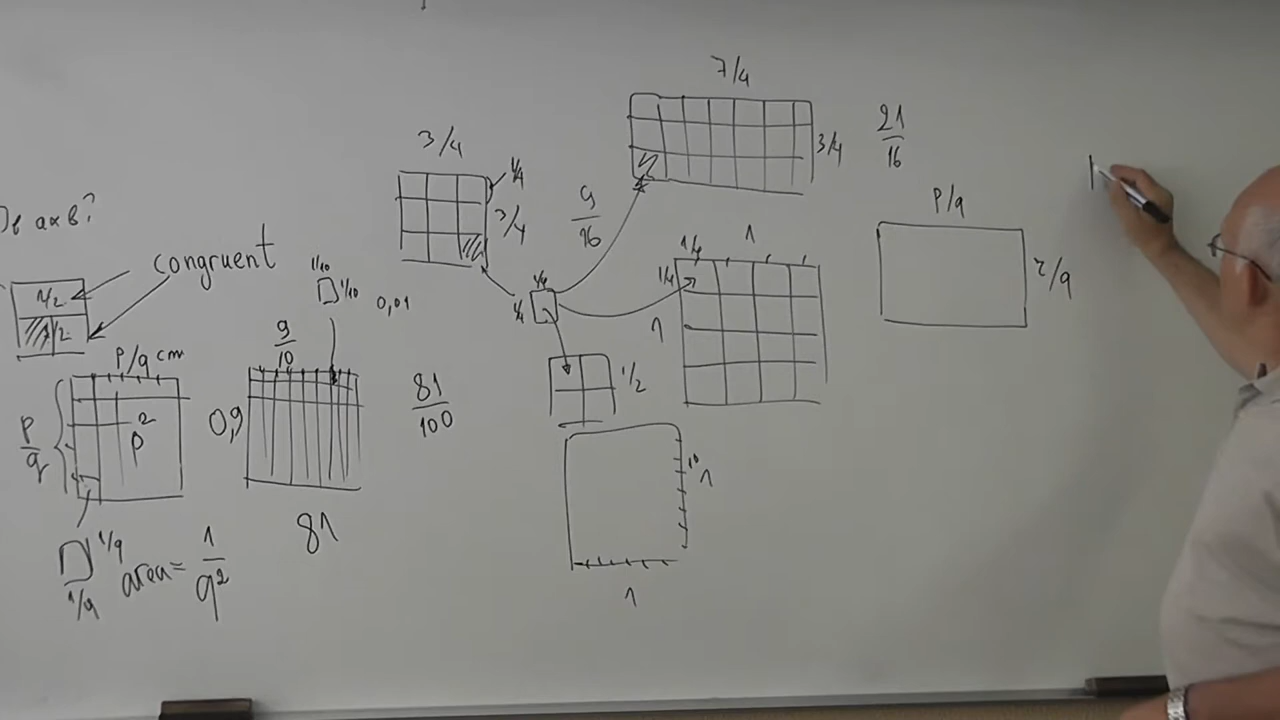 a × b?
1/2
1/2
congruent
P/q cm
P/q
p²
1/q
1/q
area = 1/q²
1/10
1/10
0,01
9/10
0,9
81
81/100
3/4
1/4
3/4
9/16
1/4
1/4
1/2
7/4
3/4
21/16
1/4
1
1/4
1
10
1
1
P/q
r/q